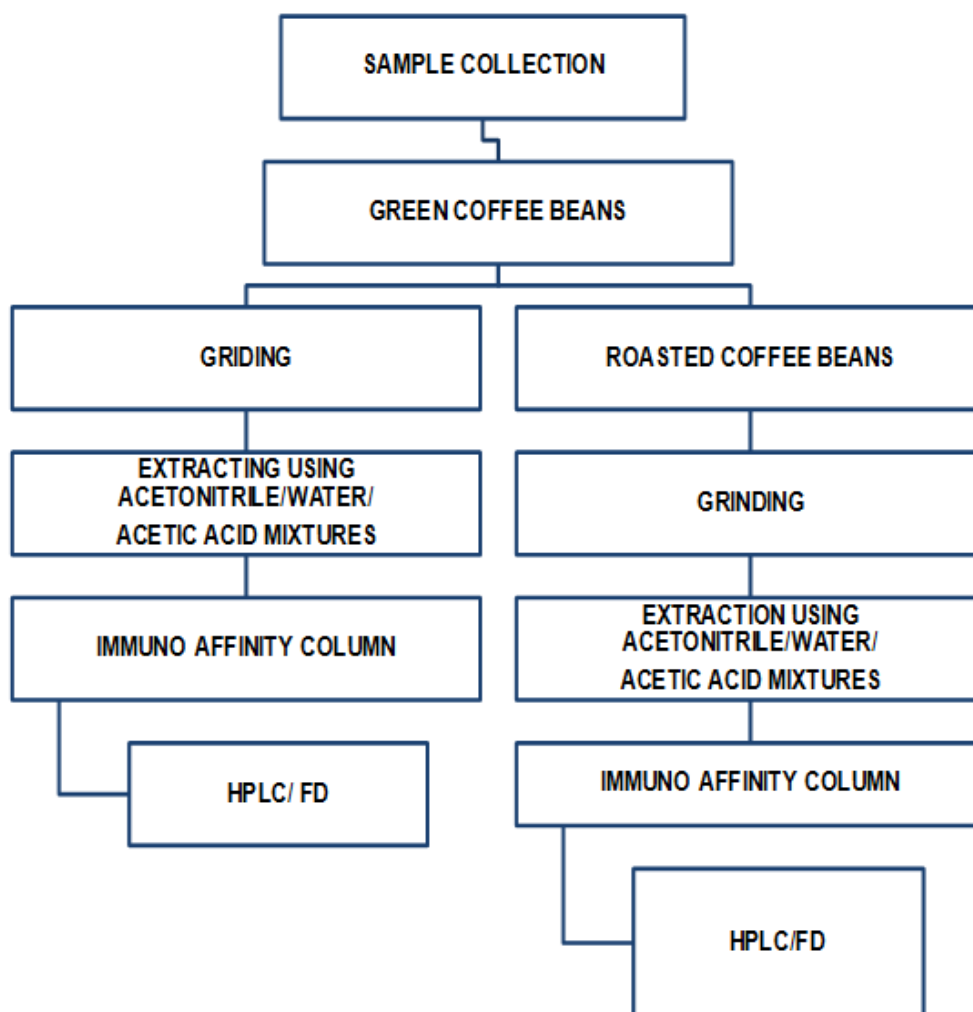 SAMPLE COLLECTION
GREEN COFFEE BEANS
GRIDING
EXTRACTING USING
ACETONITRILE/WATER/
ACETIC ACID MIXTURES
IMMUNO AFFINITY COLUMN
HPLC/ FD
ROASTED COFFEE BEANS
GRINDING
EXTRACTION USING
ACETONITRILE/WATER/
ACETIC ACID MIXTURES
IMMUNO AFFINITY COLUMN
HPLC/FD